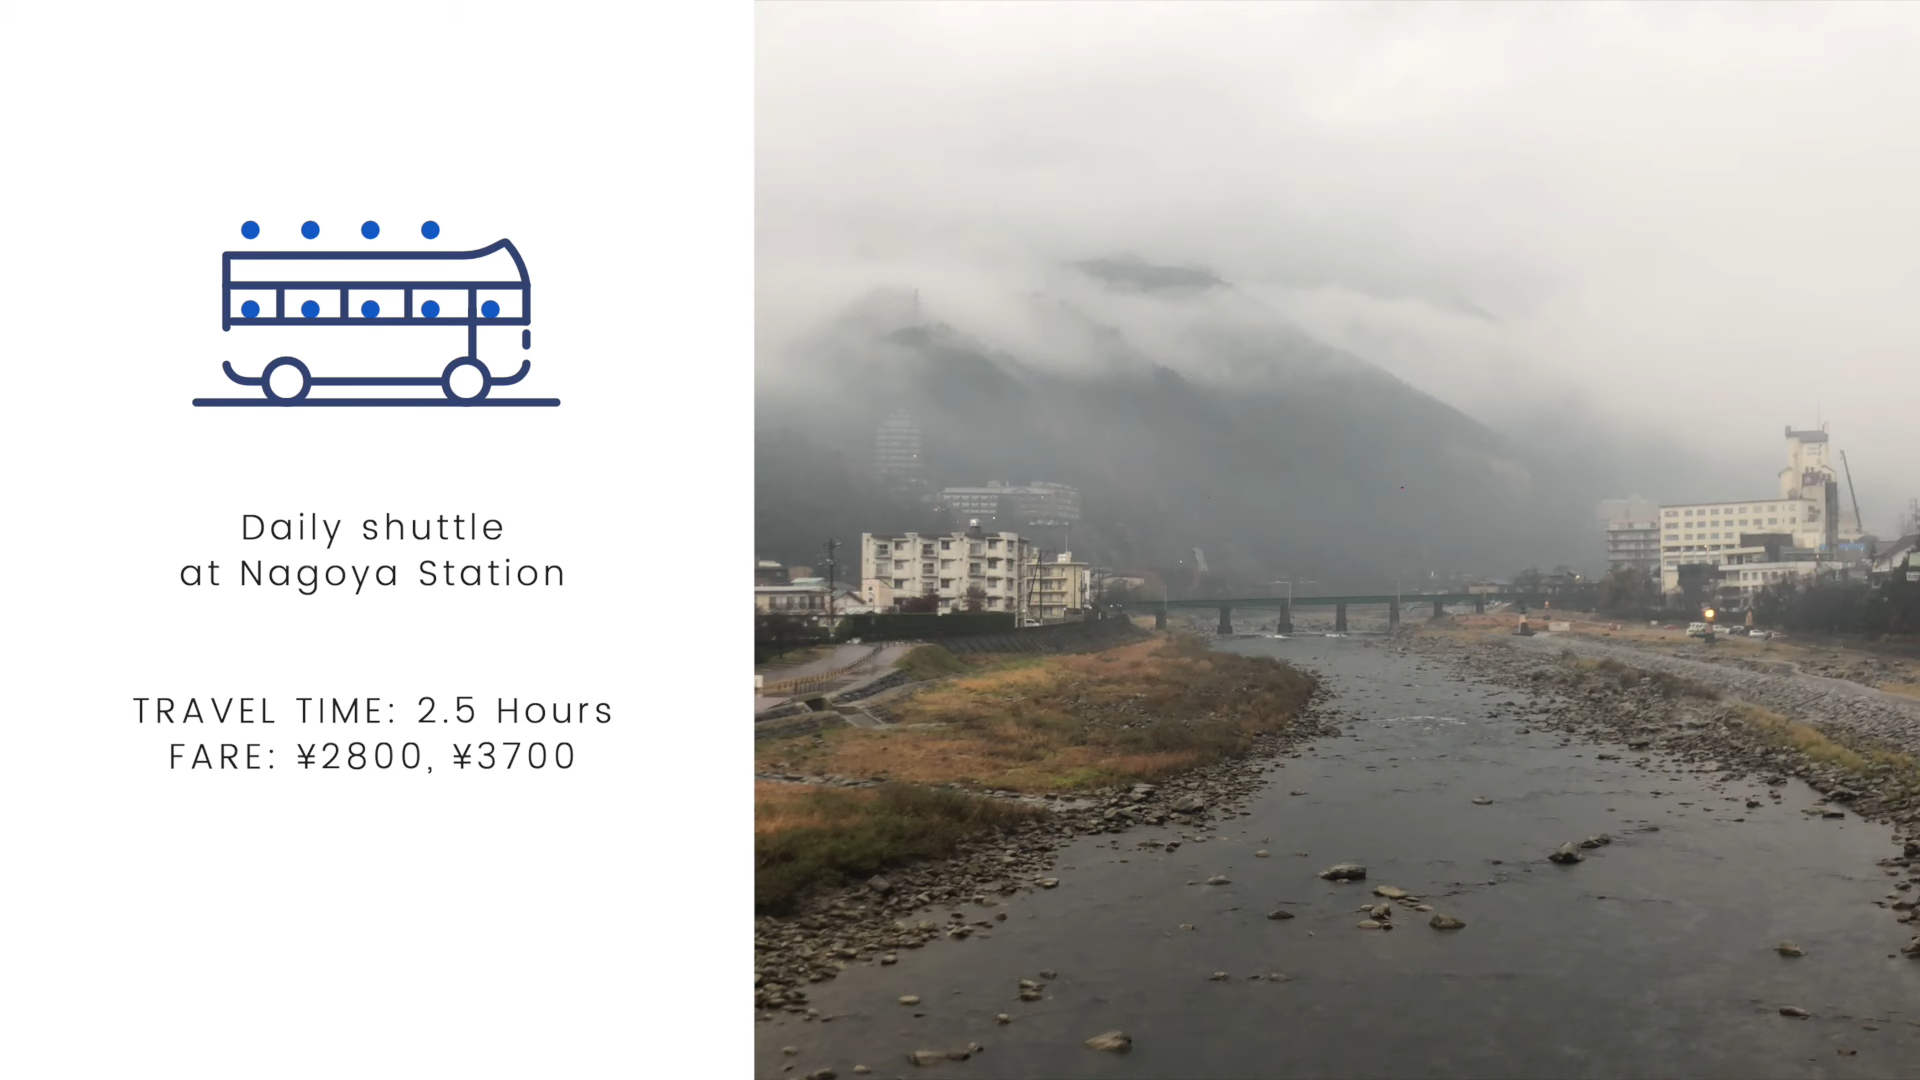 Daily shuttle
at Nagoya Station
TRAVEL TIME: 2.5 Hours
FARE: ¥2800, ¥3700